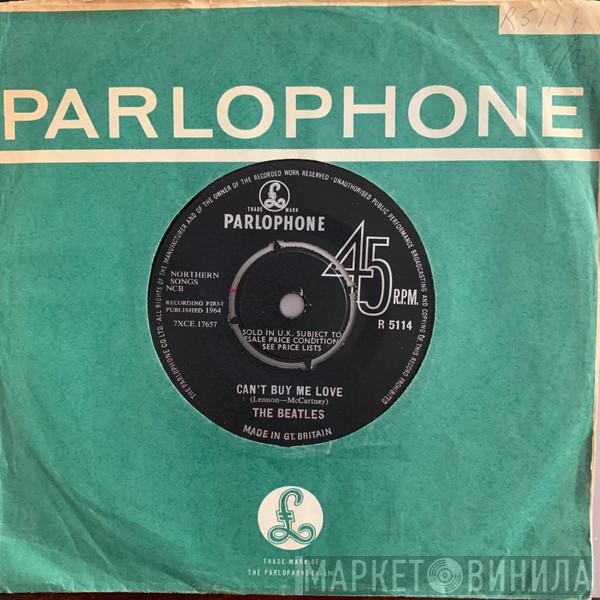 R5114
PARLOPHONE
THE PARLOPHONE CO. LTD. ALL RIGHTS OF THE MANUFACTURER AND OF THE OWNER OF THE RECORDED WORK RESERVED · UNAUTHORISED PUBLIC PERFORMANCE BROADCASTING AND COPYING OF THIS RECORD PROHIBITED
TRADE MARK
PARLOPHONE
45 R.P.M.
NORTHERN
SONGS
NCB
RECORDING FIRST
PUBLISHED 1964
R 5114
7XCE.17657
SOLD IN U.K. SUBJECT TO
SALE PRICE CONDITIONS
SEE PRICE LISTS
CAN'T BUY ME LOVE
(Lennon—McCartney)
THE BEATLES
MADE IN GT. BRITAIN
TRADE MARK OF
THE PARLOPHONE Co. Ltd.
МАРКЕТ ВИНИЛА